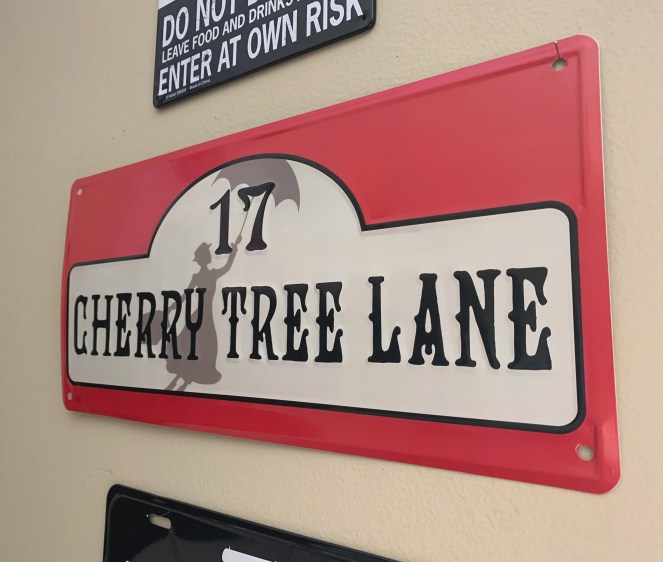 DO NOT
LEAVE FOOD AND DRINKS
ENTER AT OWN RISK
17
CHERRY TREE LANE